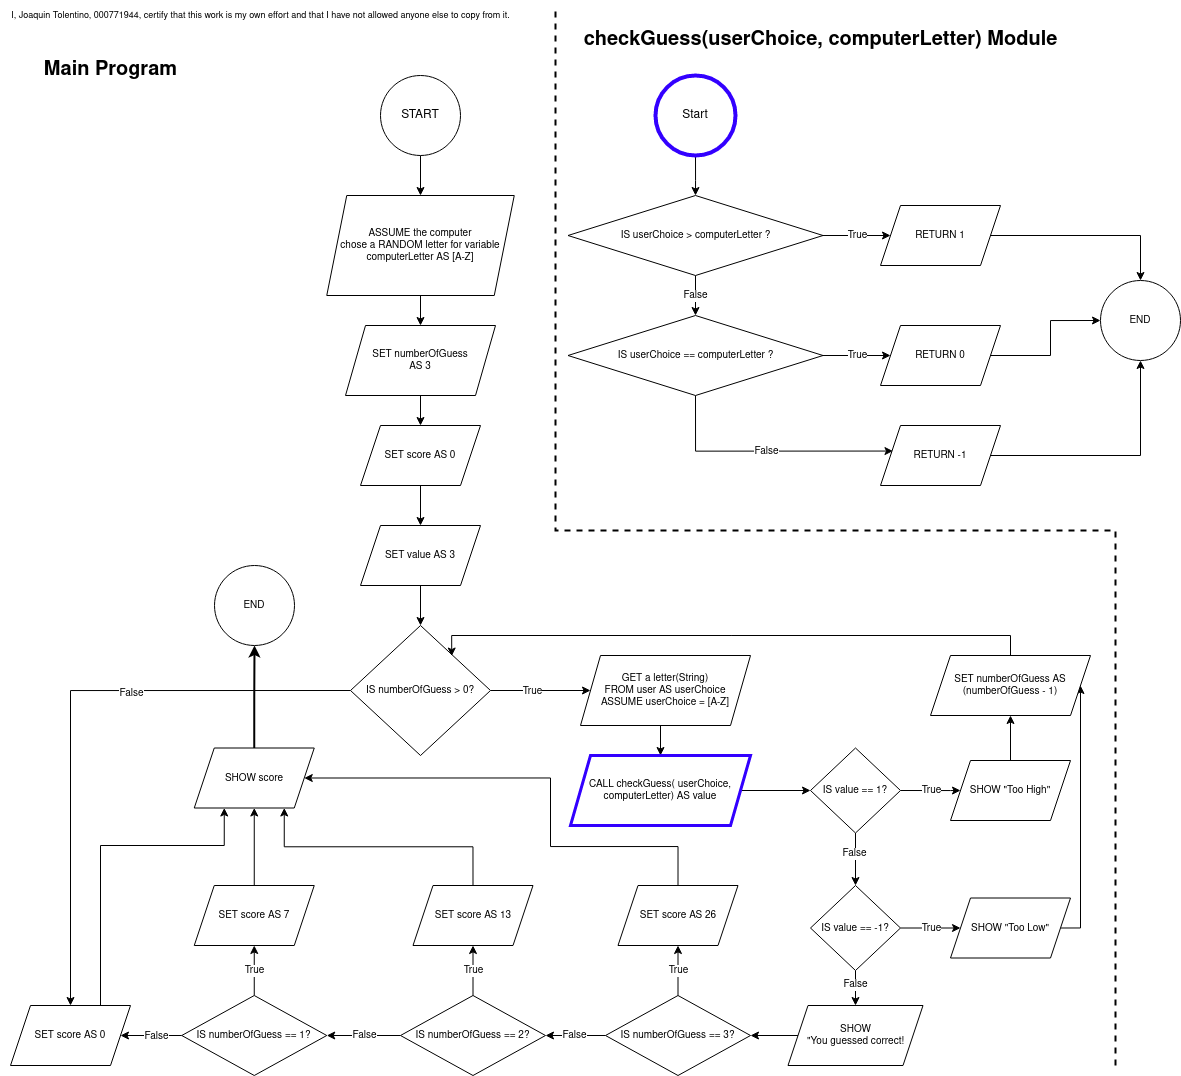 I, Joaquin Tolentino, 000771944, certify that this work is my own effort and that I have not allowed anyone else to copy from it.
Main Program
START
ASSUME the computer
chose a RANDOM letter for variable
computerLetter AS [A-Z]
SET numberOfGuess
AS 3
SET score AS 0
SET value AS 3
IS numberOfGuess > 0?
True
False
GET a letter(String)
FROM user AS userChoice
ASSUME userChoice = [A-Z]
CALL checkGuess( userChoice,
computerLetter) AS value
IS value == 1?
True
SHOW "Too High"
SET numberOfGuess AS
(numberOfGuess - 1)
False
IS value == -1?
True
SHOW "Too Low"
False
SHOW
"You guessed correct!
IS numberOfGuess == 3?
True
SET score AS 26
False
IS numberOfGuess == 2?
True
SET score AS 13
False
IS numberOfGuess == 1?
True
SET score AS 7
False
SET score AS 0
SHOW score
END
checkGuess(userChoice, computerLetter) Module
Start
IS userChoice > computerLetter ?
True
RETURN 1
False
IS userChoice == computerLetter ?
True
RETURN 0
False
RETURN -1
END